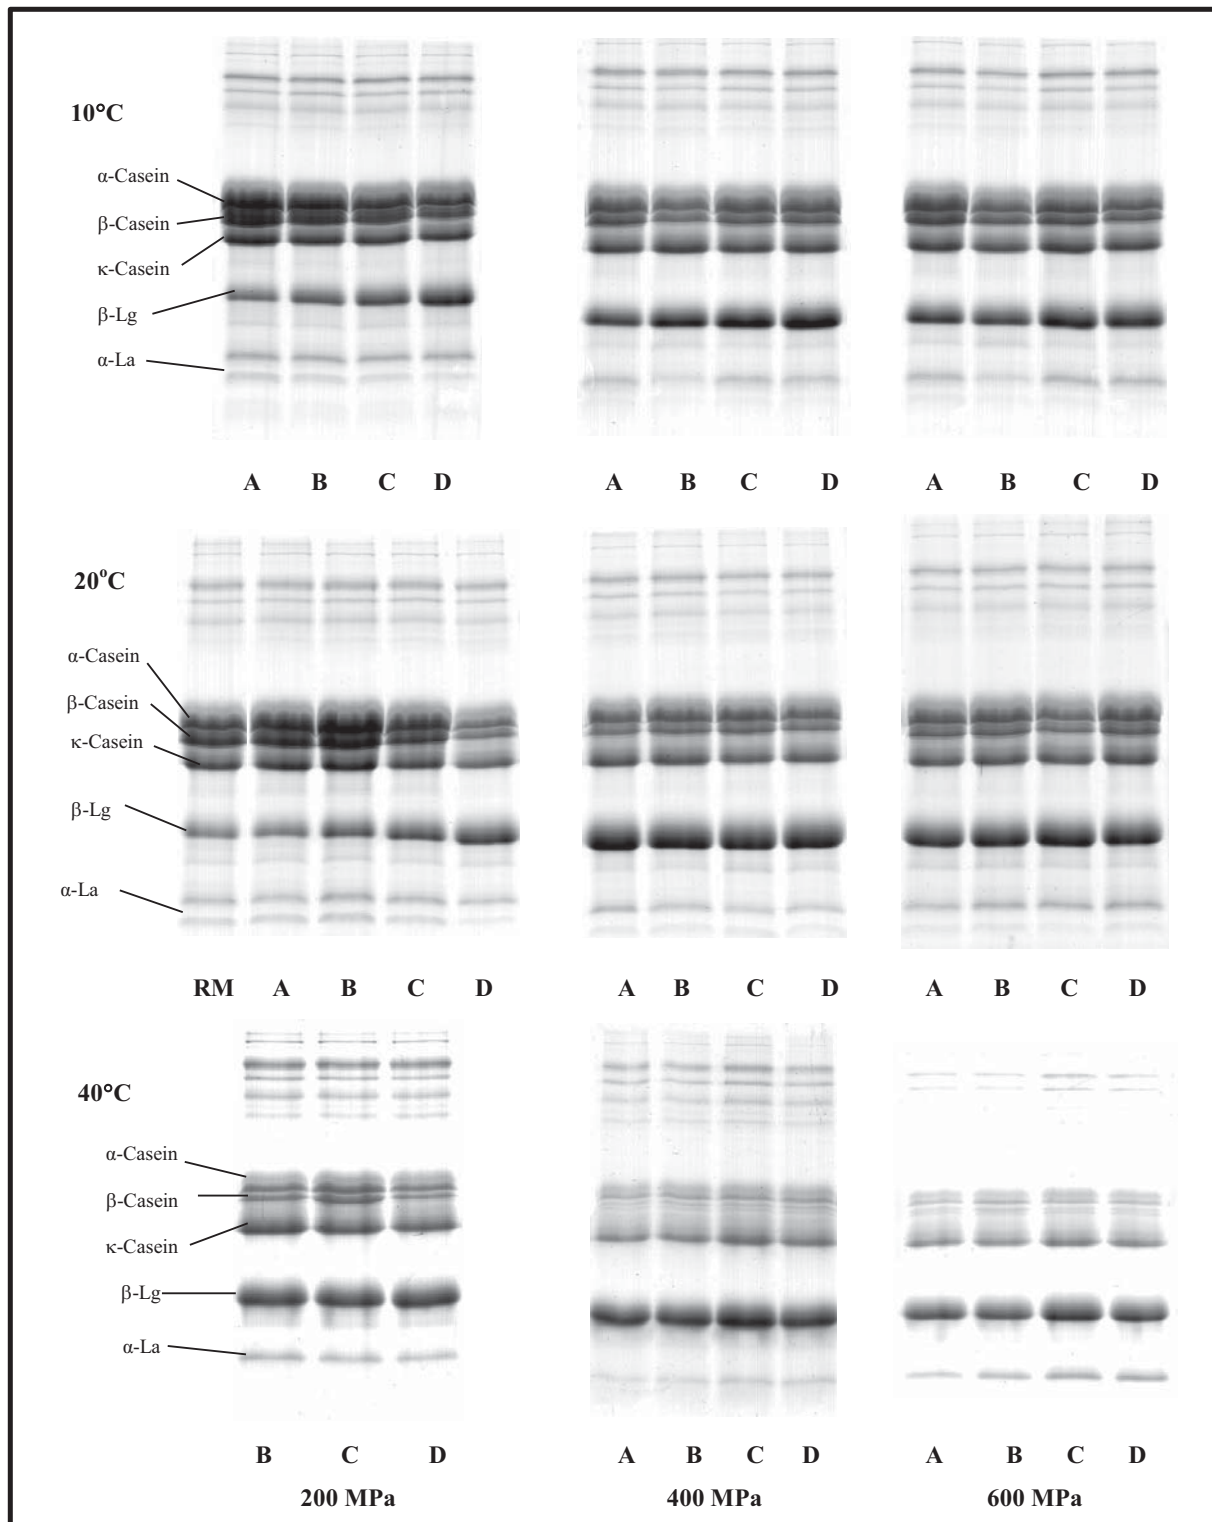 10°C
α-Casein
β-Casein
κ-Casein
β-Lg
α-La
A B C D A B C D A B C D
20°C
α-Casein
β-Casein
κ-Casein
β-Lg
α-La
RM A B C D A B C D A B C D
40°C
α-Casein
β-Casein
κ-Casein
β-Lg
α-La
B C D A B C D A B C D
200 MPa 400 MPa 600 MPa